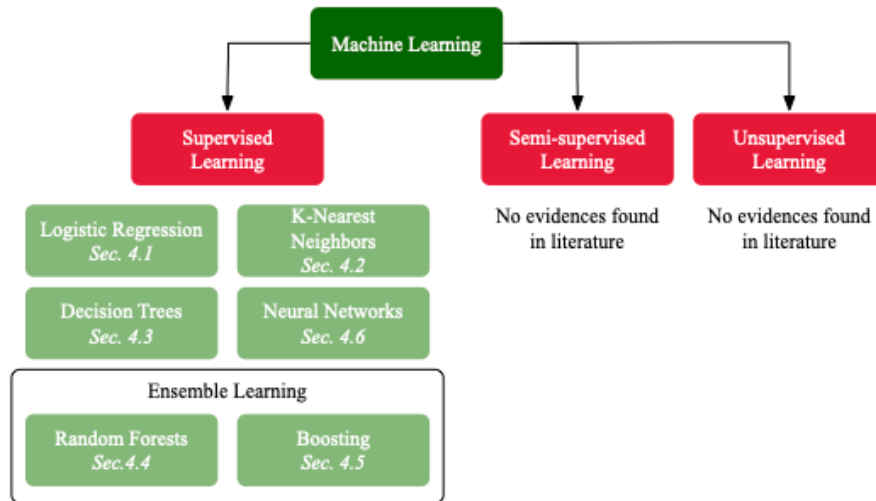 Machine Learning
Supervised
Learning
Semi-supervised
Learning
Unsupervised
Learning
No evidences found
in literature
No evidences found
in literature
Logistic Regression
Sec. 4.1
K-Nearest
Neighbors
Sec. 4.2
Decision Trees
Sec. 4.3
Neural Networks
Sec. 4.6
Ensemble Learning
Random Forests
Sec.4.4
Boosting
Sec. 4.5